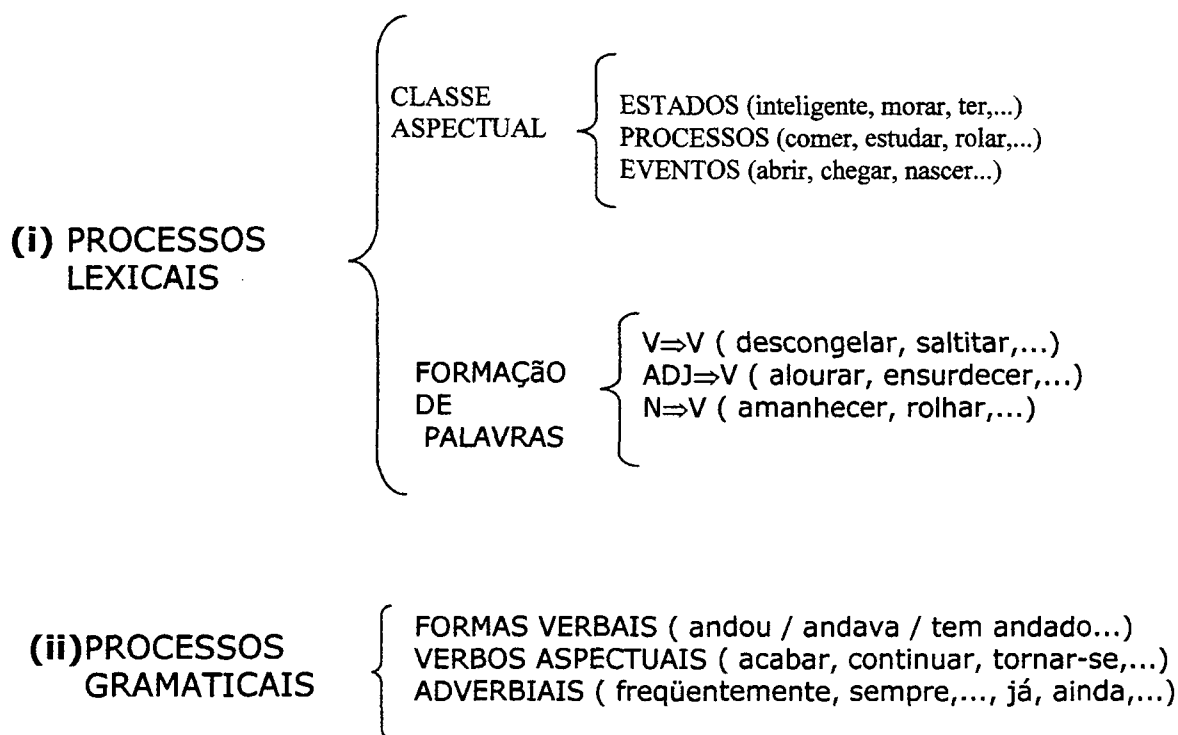 CLASSE
ASPECTUAL
ESTADOS (inteligente, morar, ter,...)
PROCESSOS (comer, estudar, rolar,...)
EVENTOS (abrir, chegar, nascer...)
(i) PROCESSOS
LEXICAIS
FORMAÇãO
DE
PALAVRAS
V⇒V ( descongelar, saltitar,...)
ADJ⇒V ( alourar, ensurdecer,...)
N⇒V ( amanhecer, rolhar,...)
(ii)PROCESSOS
GRAMATICAIS
FORMAS VERBAIS ( andou / andava / tem andado...)
VERBOS ASPECTUAIS ( acabar, continuar, tornar-se,...)
ADVERBIAIS ( freqüentemente, sempre,..., já, ainda,...)